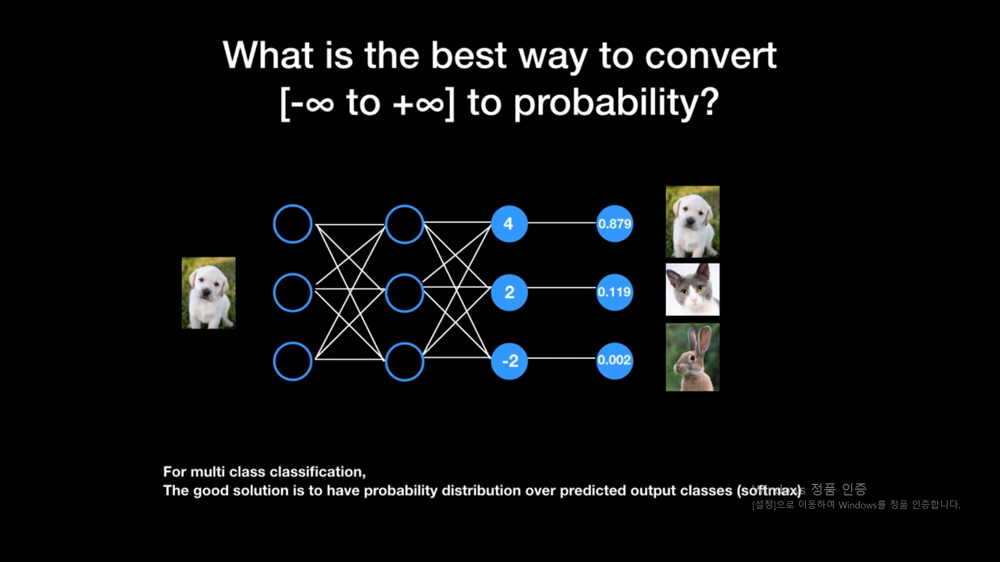 What is the best way to convert
[-∞ to +∞] to probability?
4
0.879
2
0.119
-2
0.002
For multi class classification,
The good solution is to have probability distribution over predicted output classes (softmax)
Windows 정품 인증
[설정]으로 이동하여 Windows를 정품 인증합니다.